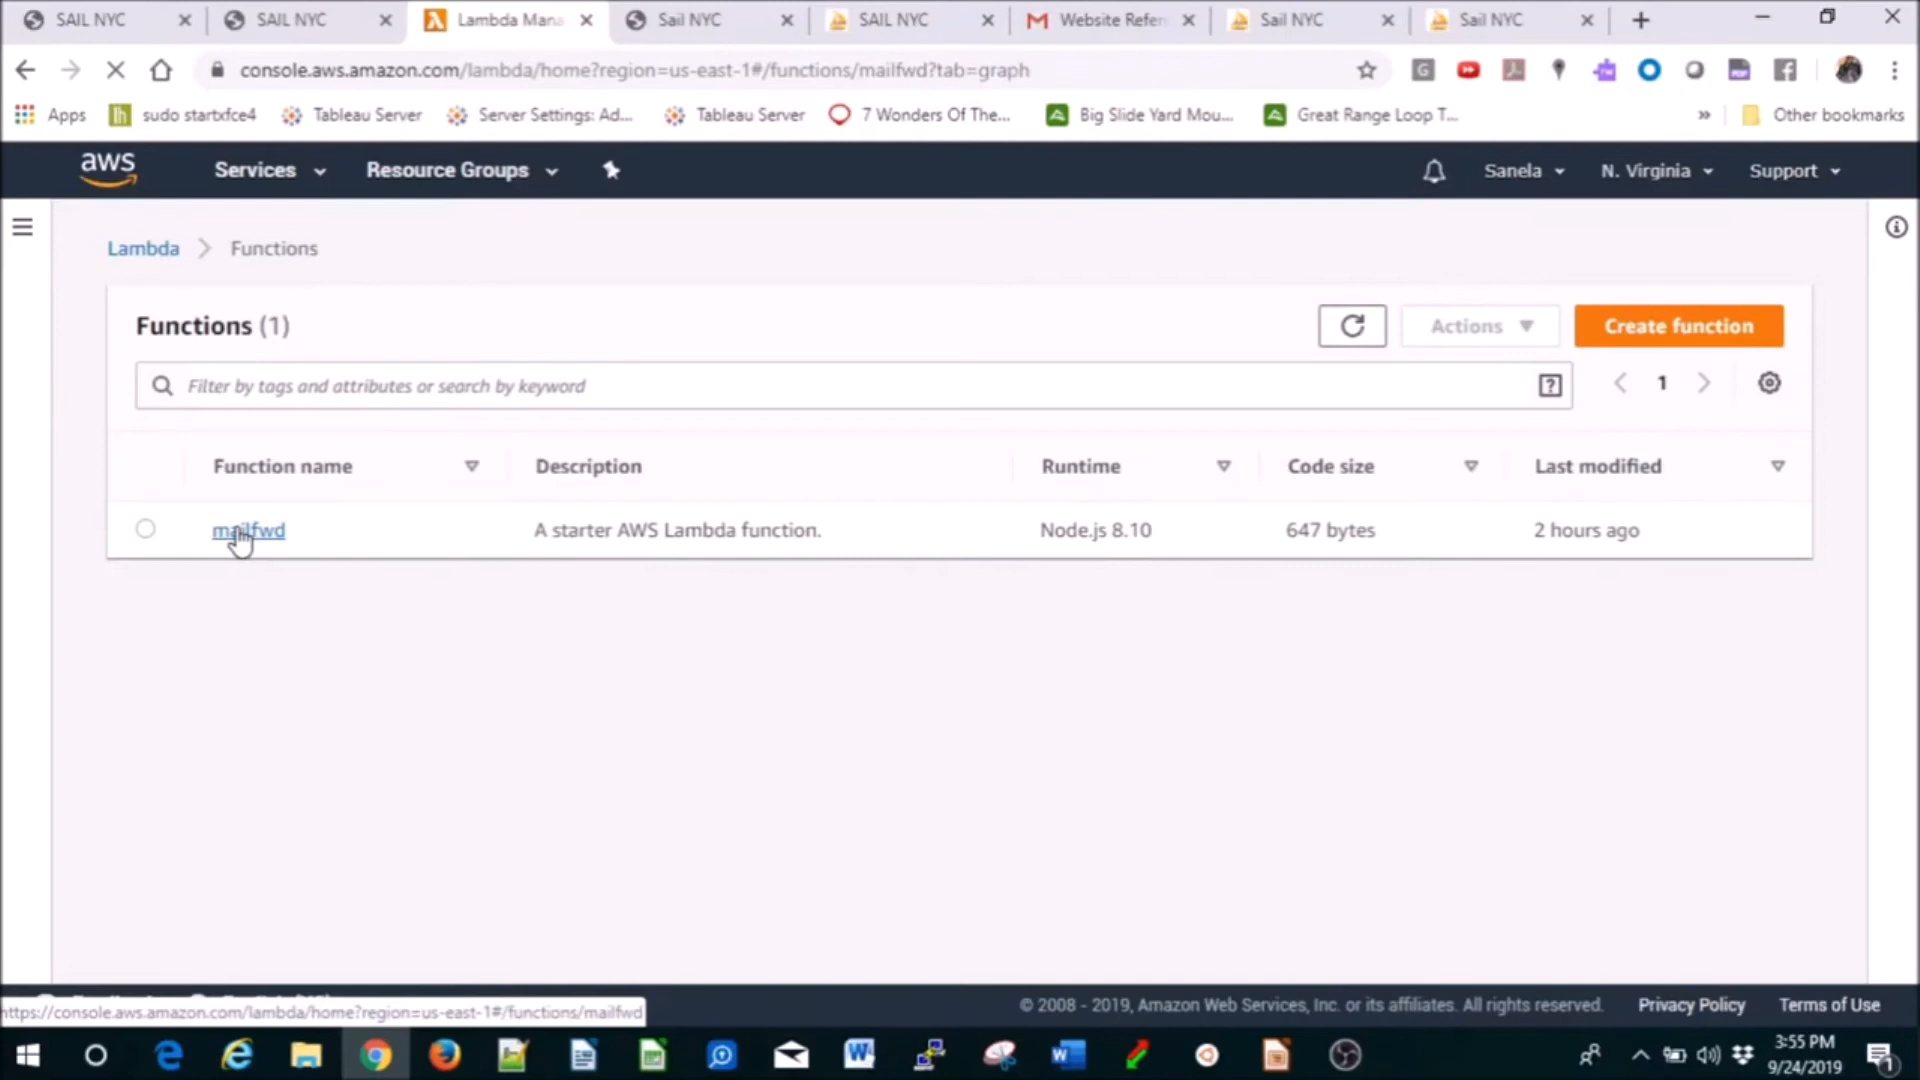 SAIL NYC
SAIL NYC
Lambda Mana
Sail NYC
SAIL NYC
Website Refer
Sail NYC
Sail NYC
console.aws.amazon.com/lambda/home?region=us-east-1#/functions/mailfwd?tab=graph
Apps
sudo startxfce4
Tableau Server
Server Settings: Ad...
Tableau Server
7 Wonders Of The...
Big Slide Yard Mou...
Great Range Loop T...
»
Other bookmarks
aws
Services
Resource Groups
Sanela
N. Virginia
Support
Lambda > Functions
Functions (1)
Actions
Create function
Filter by tags and attributes or search by keyword
1
Function name
Description
Runtime
Code size
Last modified
mailfwd
A starter AWS Lambda function.
Node.js 8.10
647 bytes
2 hours ago
https://console.aws.amazon.com/lambda/home?region=us-east-1#/functions/mailfwd
© 2008 - 2019, Amazon Web Services, Inc. or its affiliates. All rights reserved.
Privacy Policy
Terms of Use
3:55 PM
9/24/2019
1